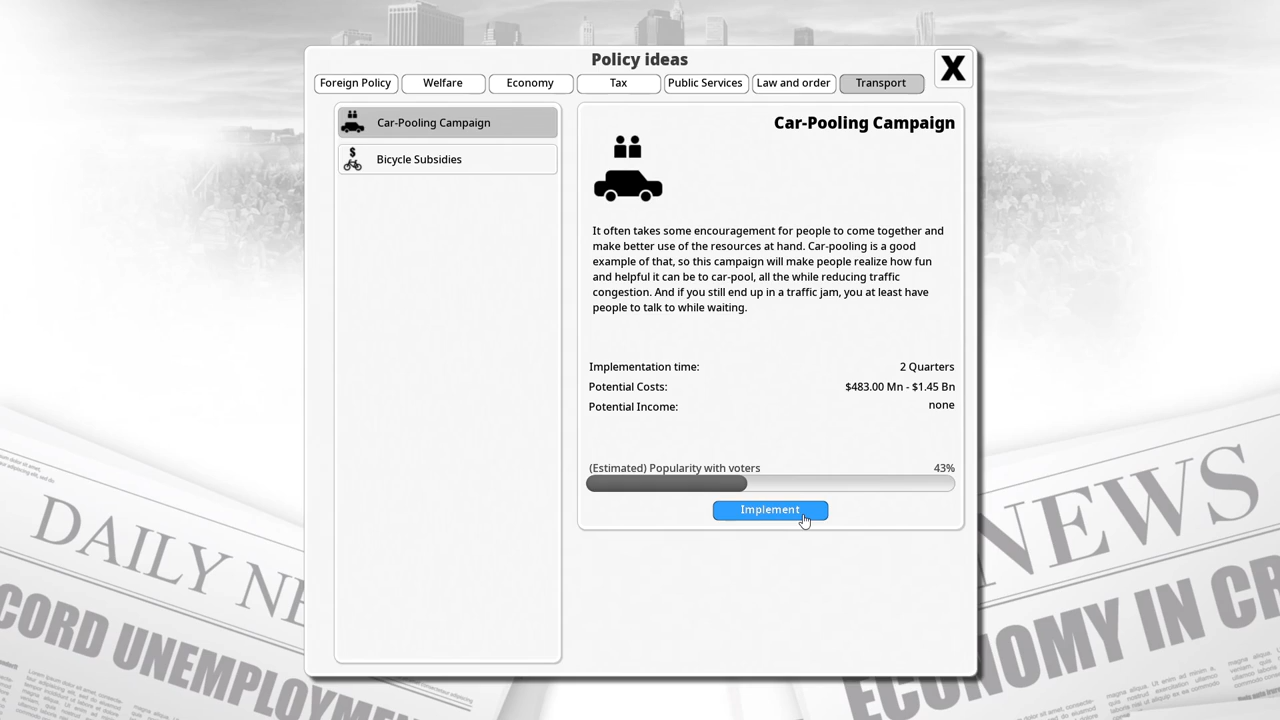 Policy ideas
X
Foreign Policy
Welfare
Economy
Tax
Public Services
Law and order
Transport
Car-Pooling Campaign
$
Bicycle Subsidies
Car-Pooling Campaign
It often takes some encouragement for people to come together and
make better use of the resources at hand. Car-pooling is a good
example of that, so this campaign will make people realize how fun
and helpful it can be to car-pool, all the while reducing traffic
congestion. And if you still end up in a traffic jam, you at least have
people to talk to while waiting.
Implementation time: 2 Quarters
Potential Costs: $483.00 Mn - $1.45 Bn
Potential Income: none
(Estimated) Popularity with voters 43%
Implement
DAILY NE
CORD UNEMPLOYM
NEWS
ECONOMY IN CR